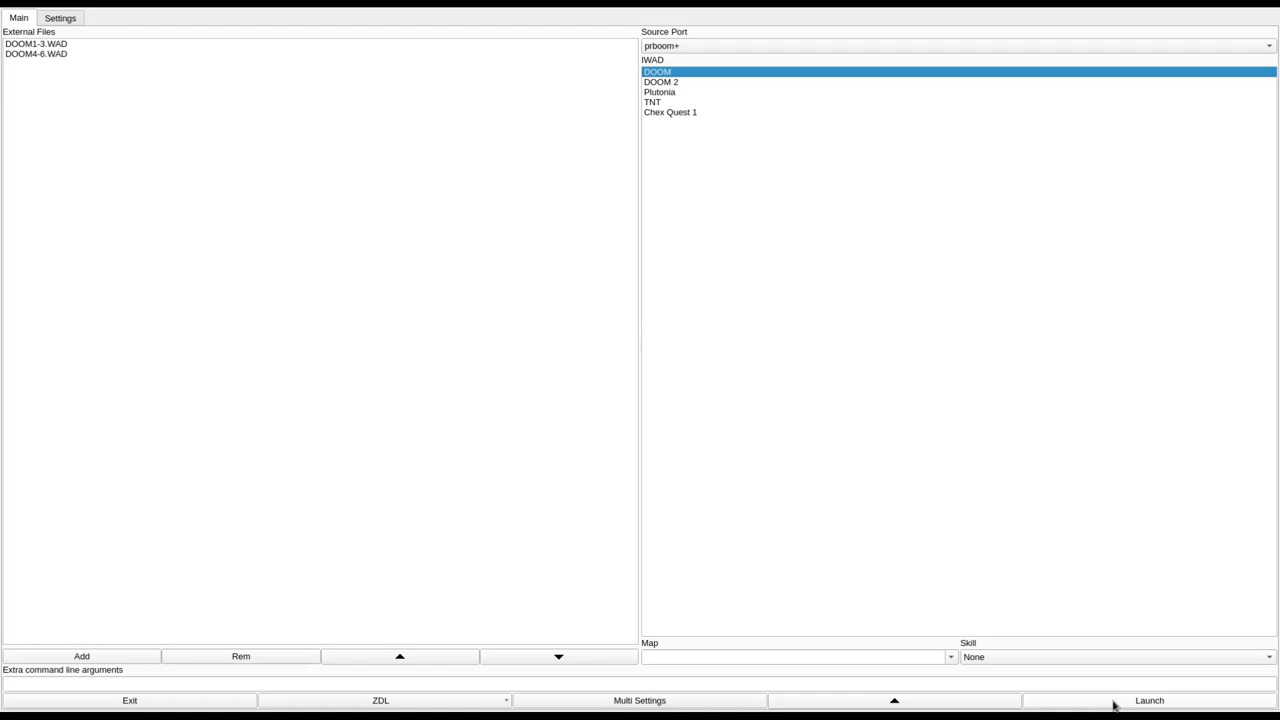 Main
Settings
External Files
DOOM1-3.WAD
DOOM4-6.WAD
Source Port
prboom+
IWAD
DOOM
DOOM 2
Plutonia
TNT
Chex Quest 1
Add
Rem
Map
Skill
None
Extra command line arguments
Exit
ZDL
Multi Settings
Launch